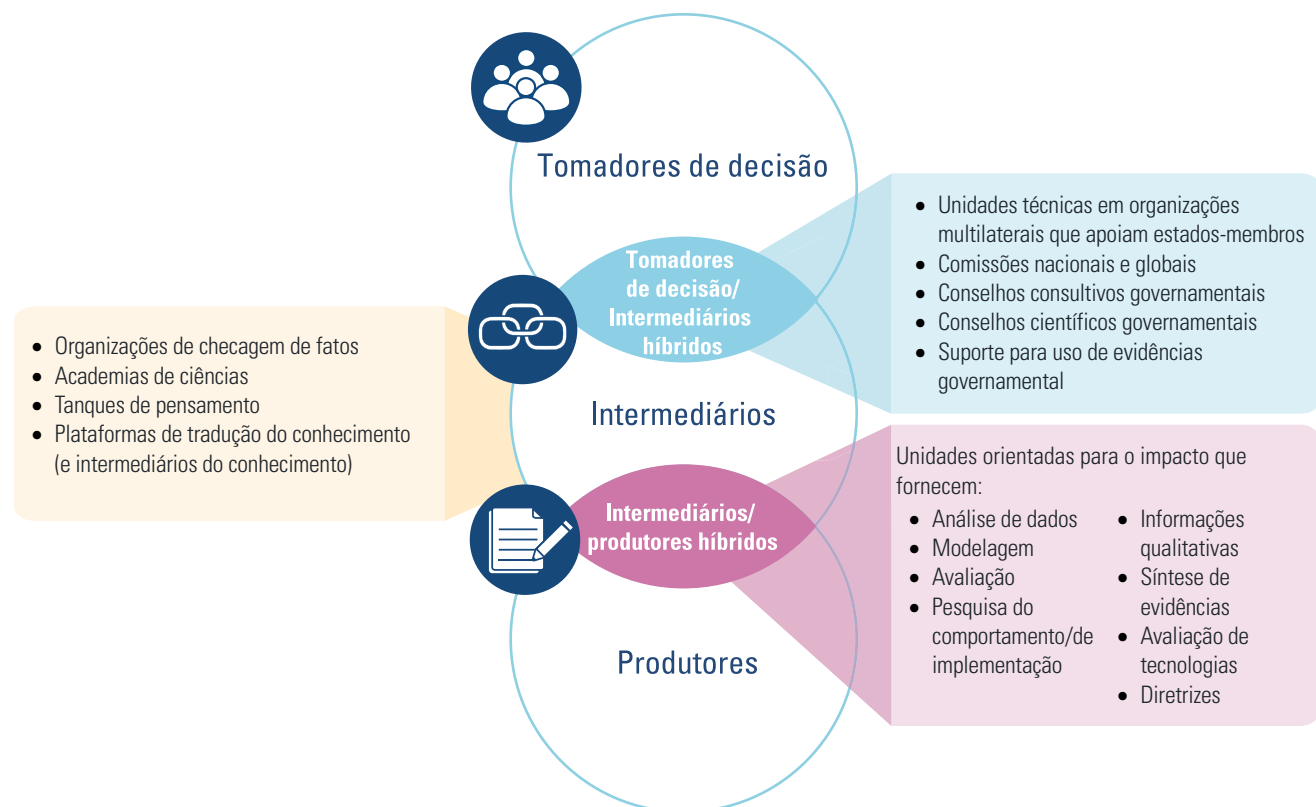 Tomadores de decisão
Tomadores
de decisão/
Intermediários
híbridos
• Unidades técnicas em organizações
multilaterais que apoiam estados-membros
• Comissões nacionais e globais
• Conselhos consultivos governamentais
• Conselhos científicos governamentais
• Suporte para uso de evidências
governamental
• Organizações de checagem de fatos
• Academias de ciências
• Tanques de pensamento
• Plataformas de tradução do conhecimento
(e intermediários do conhecimento)
Intermediários
Intermediários/
produtores híbridos
Unidades orientadas para o impacto que
fornecem:
• Análise de dados
• Modelagem
• Avaliação
• Pesquisa do
comportamento/de
implementação
• Informações
qualitativas
• Síntese de
evidências
• Avaliação de
tecnologias
• Diretrizes
Produtores